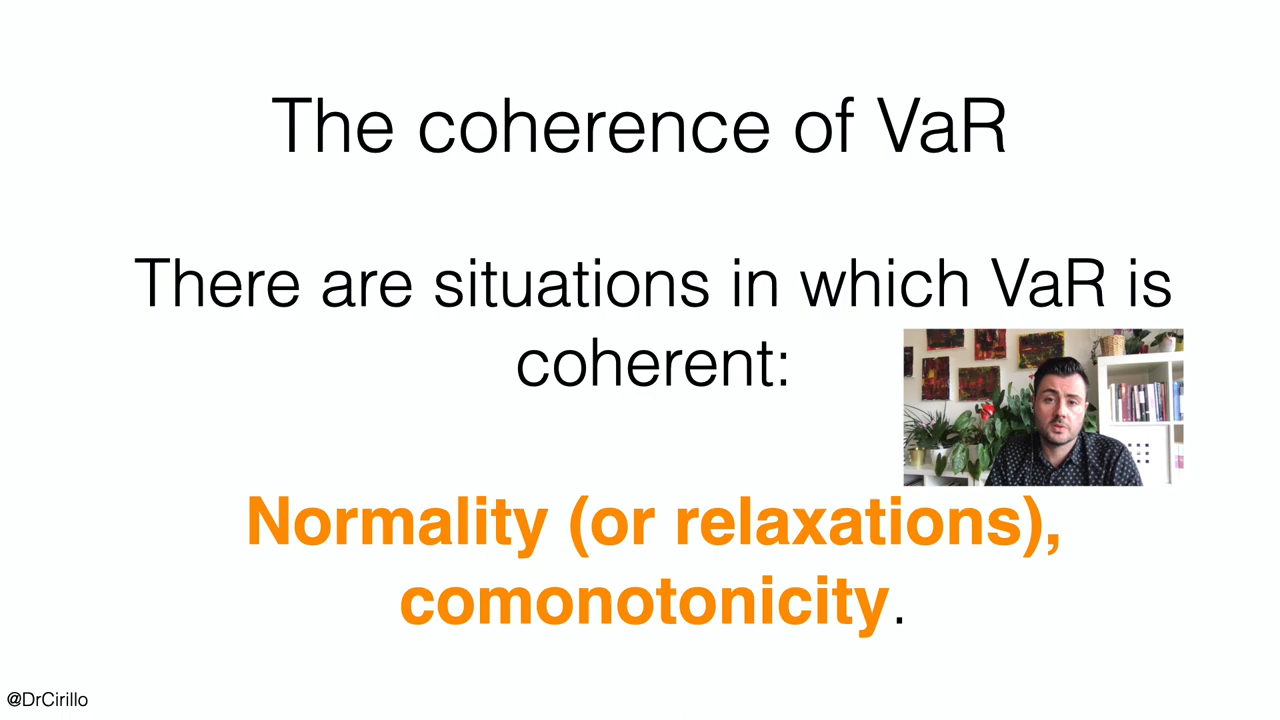 The coherence of VaR
There are situations in which VaR is
coherent:
Normality (or relaxations),
comonotonicity.
@DrCirillo